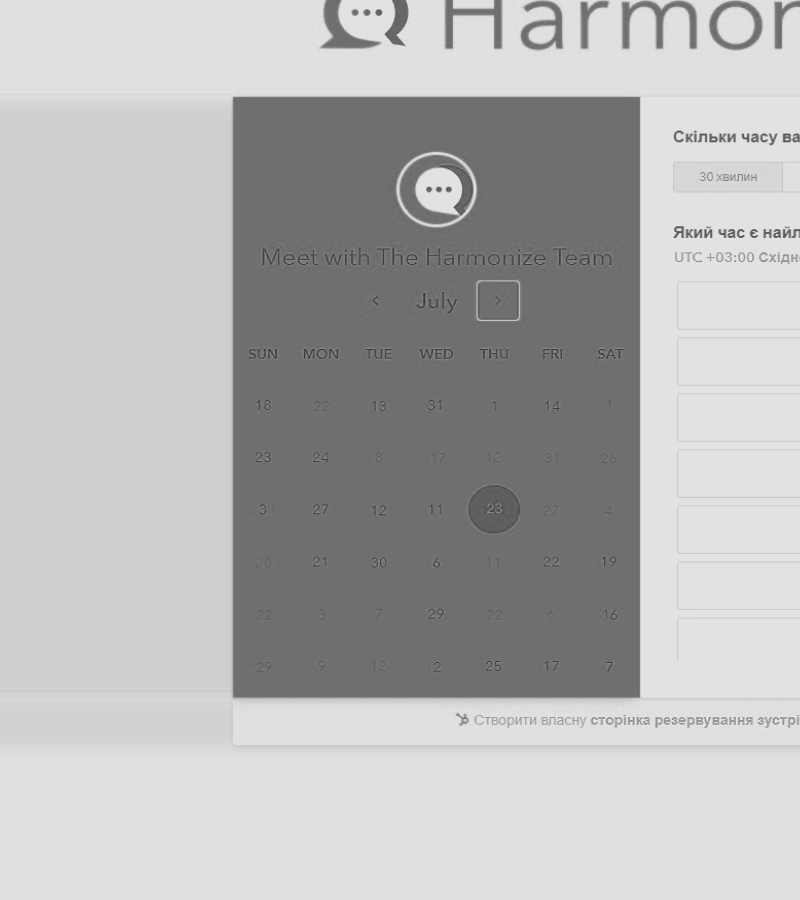 Harmon
Скільки часу ва
30 хвилин
Meet with The Harmonize Team
July
SUN MON TUE WED THU FRI SAT
18 22 13 31 1 14 1
23 24 8 17 12 31 26
3 27 12 11 23 27 4
20 21 30 6 11 22 19
22 3 7 29 22 6 16
29 9 12 2 25 17 7
Який час є найл
UTC +03:00 Східн
Створити власну сторінка резервування зустрі